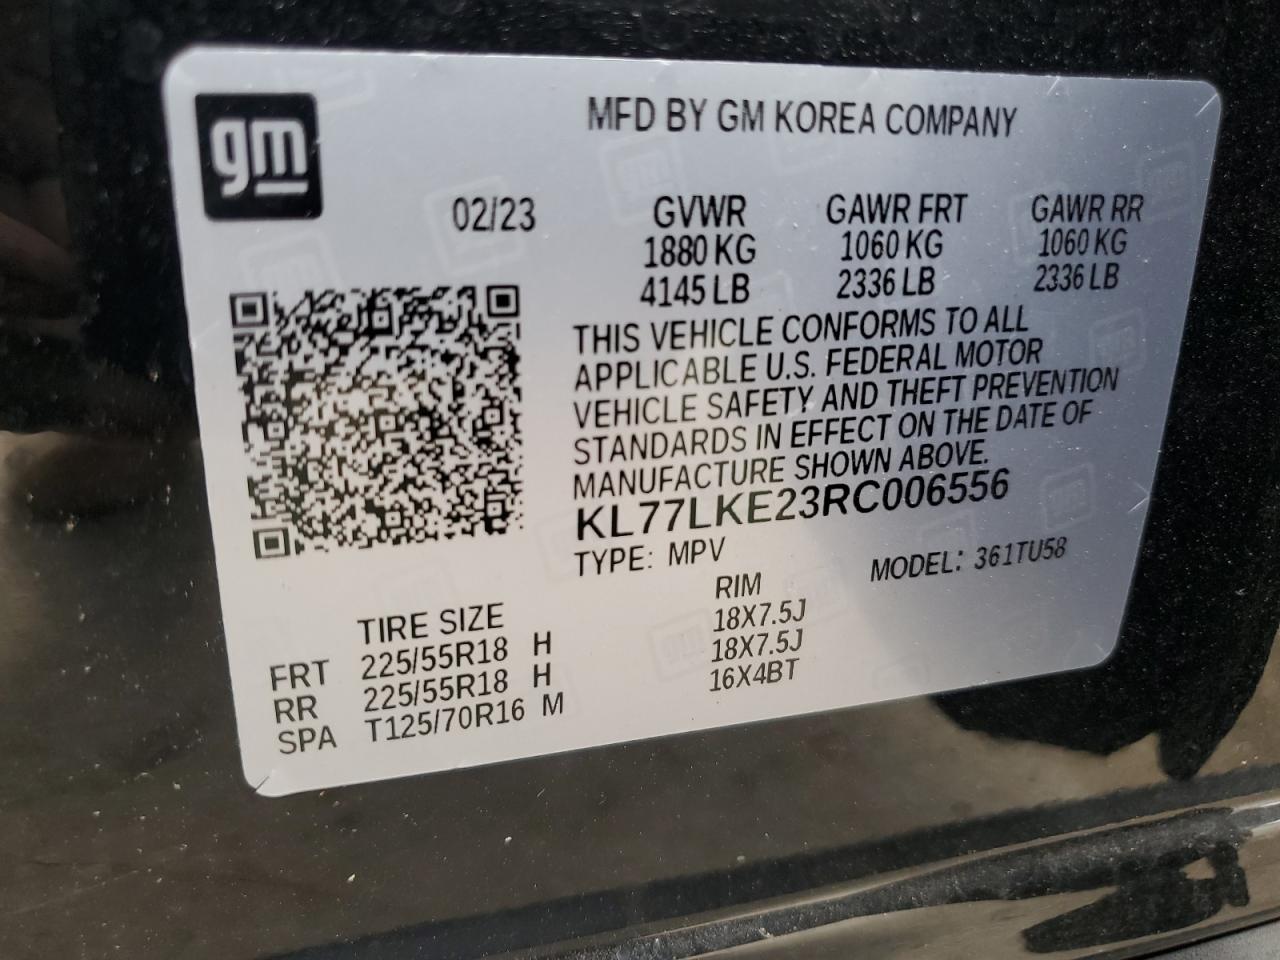 gm
MFD BY GM KOREA COMPANY
02/23 GVWR GAWR FRT GAWR RR
1880 KG 1060 KG 1060 KG
4145 LB 2336 LB 2336 LB
THIS VEHICLE CONFORMS TO ALL
APPLICABLE U.S. FEDERAL MOTOR
VEHICLE SAFETY AND THEFT PREVENTION
STANDARDS IN EFFECT ON THE DATE OF
MANUFACTURE SHOWN ABOVE.
KL77LKE23RC006556
TYPE: MPV MODEL: 361TU58
TIRE SIZE RIM
FRT 225/55R18 H 18X7.5J
RR 225/55R18 H 18X7.5J
SPA T125/70R16 M 16X4BT